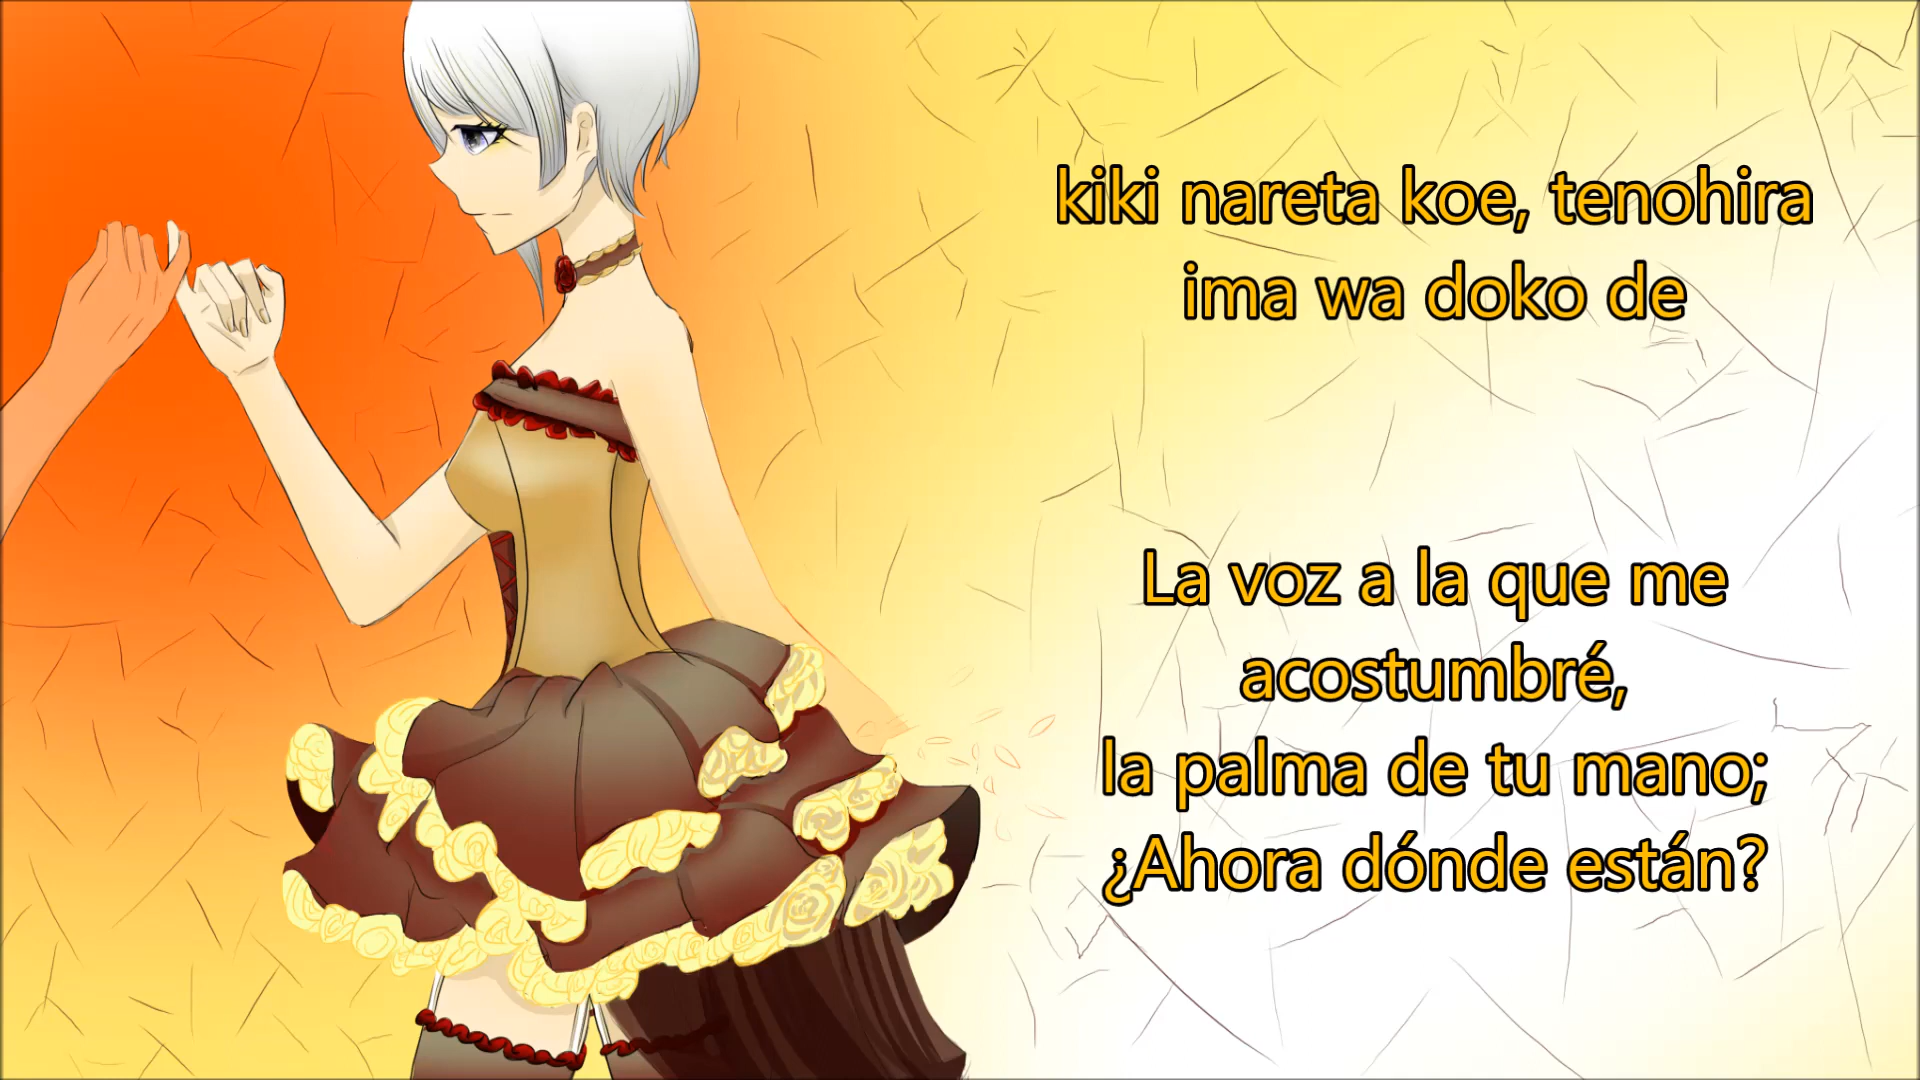 kiki nareta koe, tenohira
ima wa doko de
La voz a la que me
acostumbré,
la palma de tu mano;
¿Ahora dónde están?